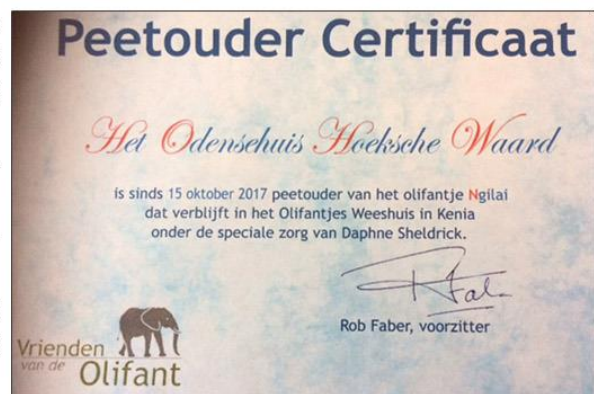 Peetouder Certificaat
Het Odensehuis Hoeksche Waard
is sinds 15 oktober 2017 peetouder van het olifantje Ngilai
dat verblijft in het Olifantjes Weeshuis in Kenia
onder de speciale zorg van Daphne Sheldrick.
Rob Faber, voorzitter
Vrienden
van de
Olifant